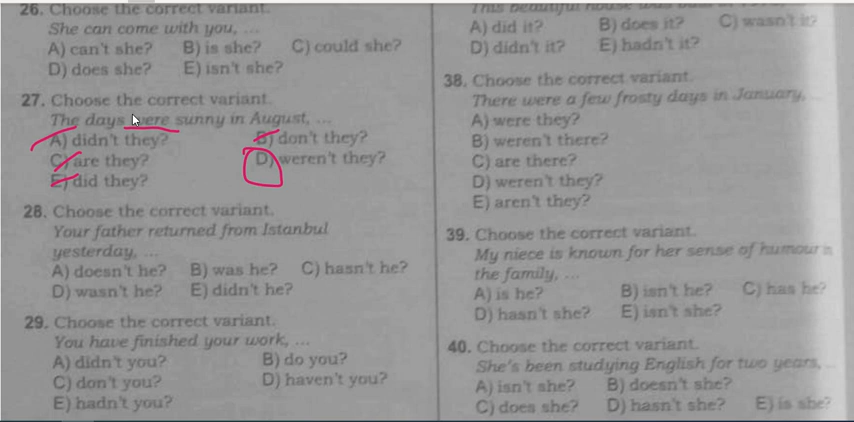 26. Choose the correct variant.
She can come with you, ...
A) can't she? B) is she? C) could she?
D) does she? E) isn't she?
27. Choose the correct variant.
The days were sunny in August, ...
A) didn't they? B) don't they?
C) are they? D) weren't they?
E) did they?
28. Choose the correct variant.
Your father returned from Istanbul
yesterday, ...
A) doesn't he? B) was he? C) hasn't he?
D) wasn't he? E) didn't he?
29. Choose the correct variant.
You have finished your work, ...
A) didn't you? B) do you?
C) don't you? D) haven't you?
E) hadn't you?
This beautiful house was
A) did it? B) does it? C) wasn't it?
D) didn't it? E) hadn't it?
38. Choose the correct variant.
There were a few frosty days in January,
A) were they?
B) weren't there?
C) are there?
D) weren't they?
E) aren't they?
39. Choose the correct variant.
My niece is known for her sense of humour in
the family, ...
A) is he? B) isn't he? C) has he?
D) hasn't she? E) isn't she?
40. Choose the correct variant.
She's been studying English for two years, ..
A) isn't she? B) doesn't she?
C) does she? D) hasn't she? E) is she?